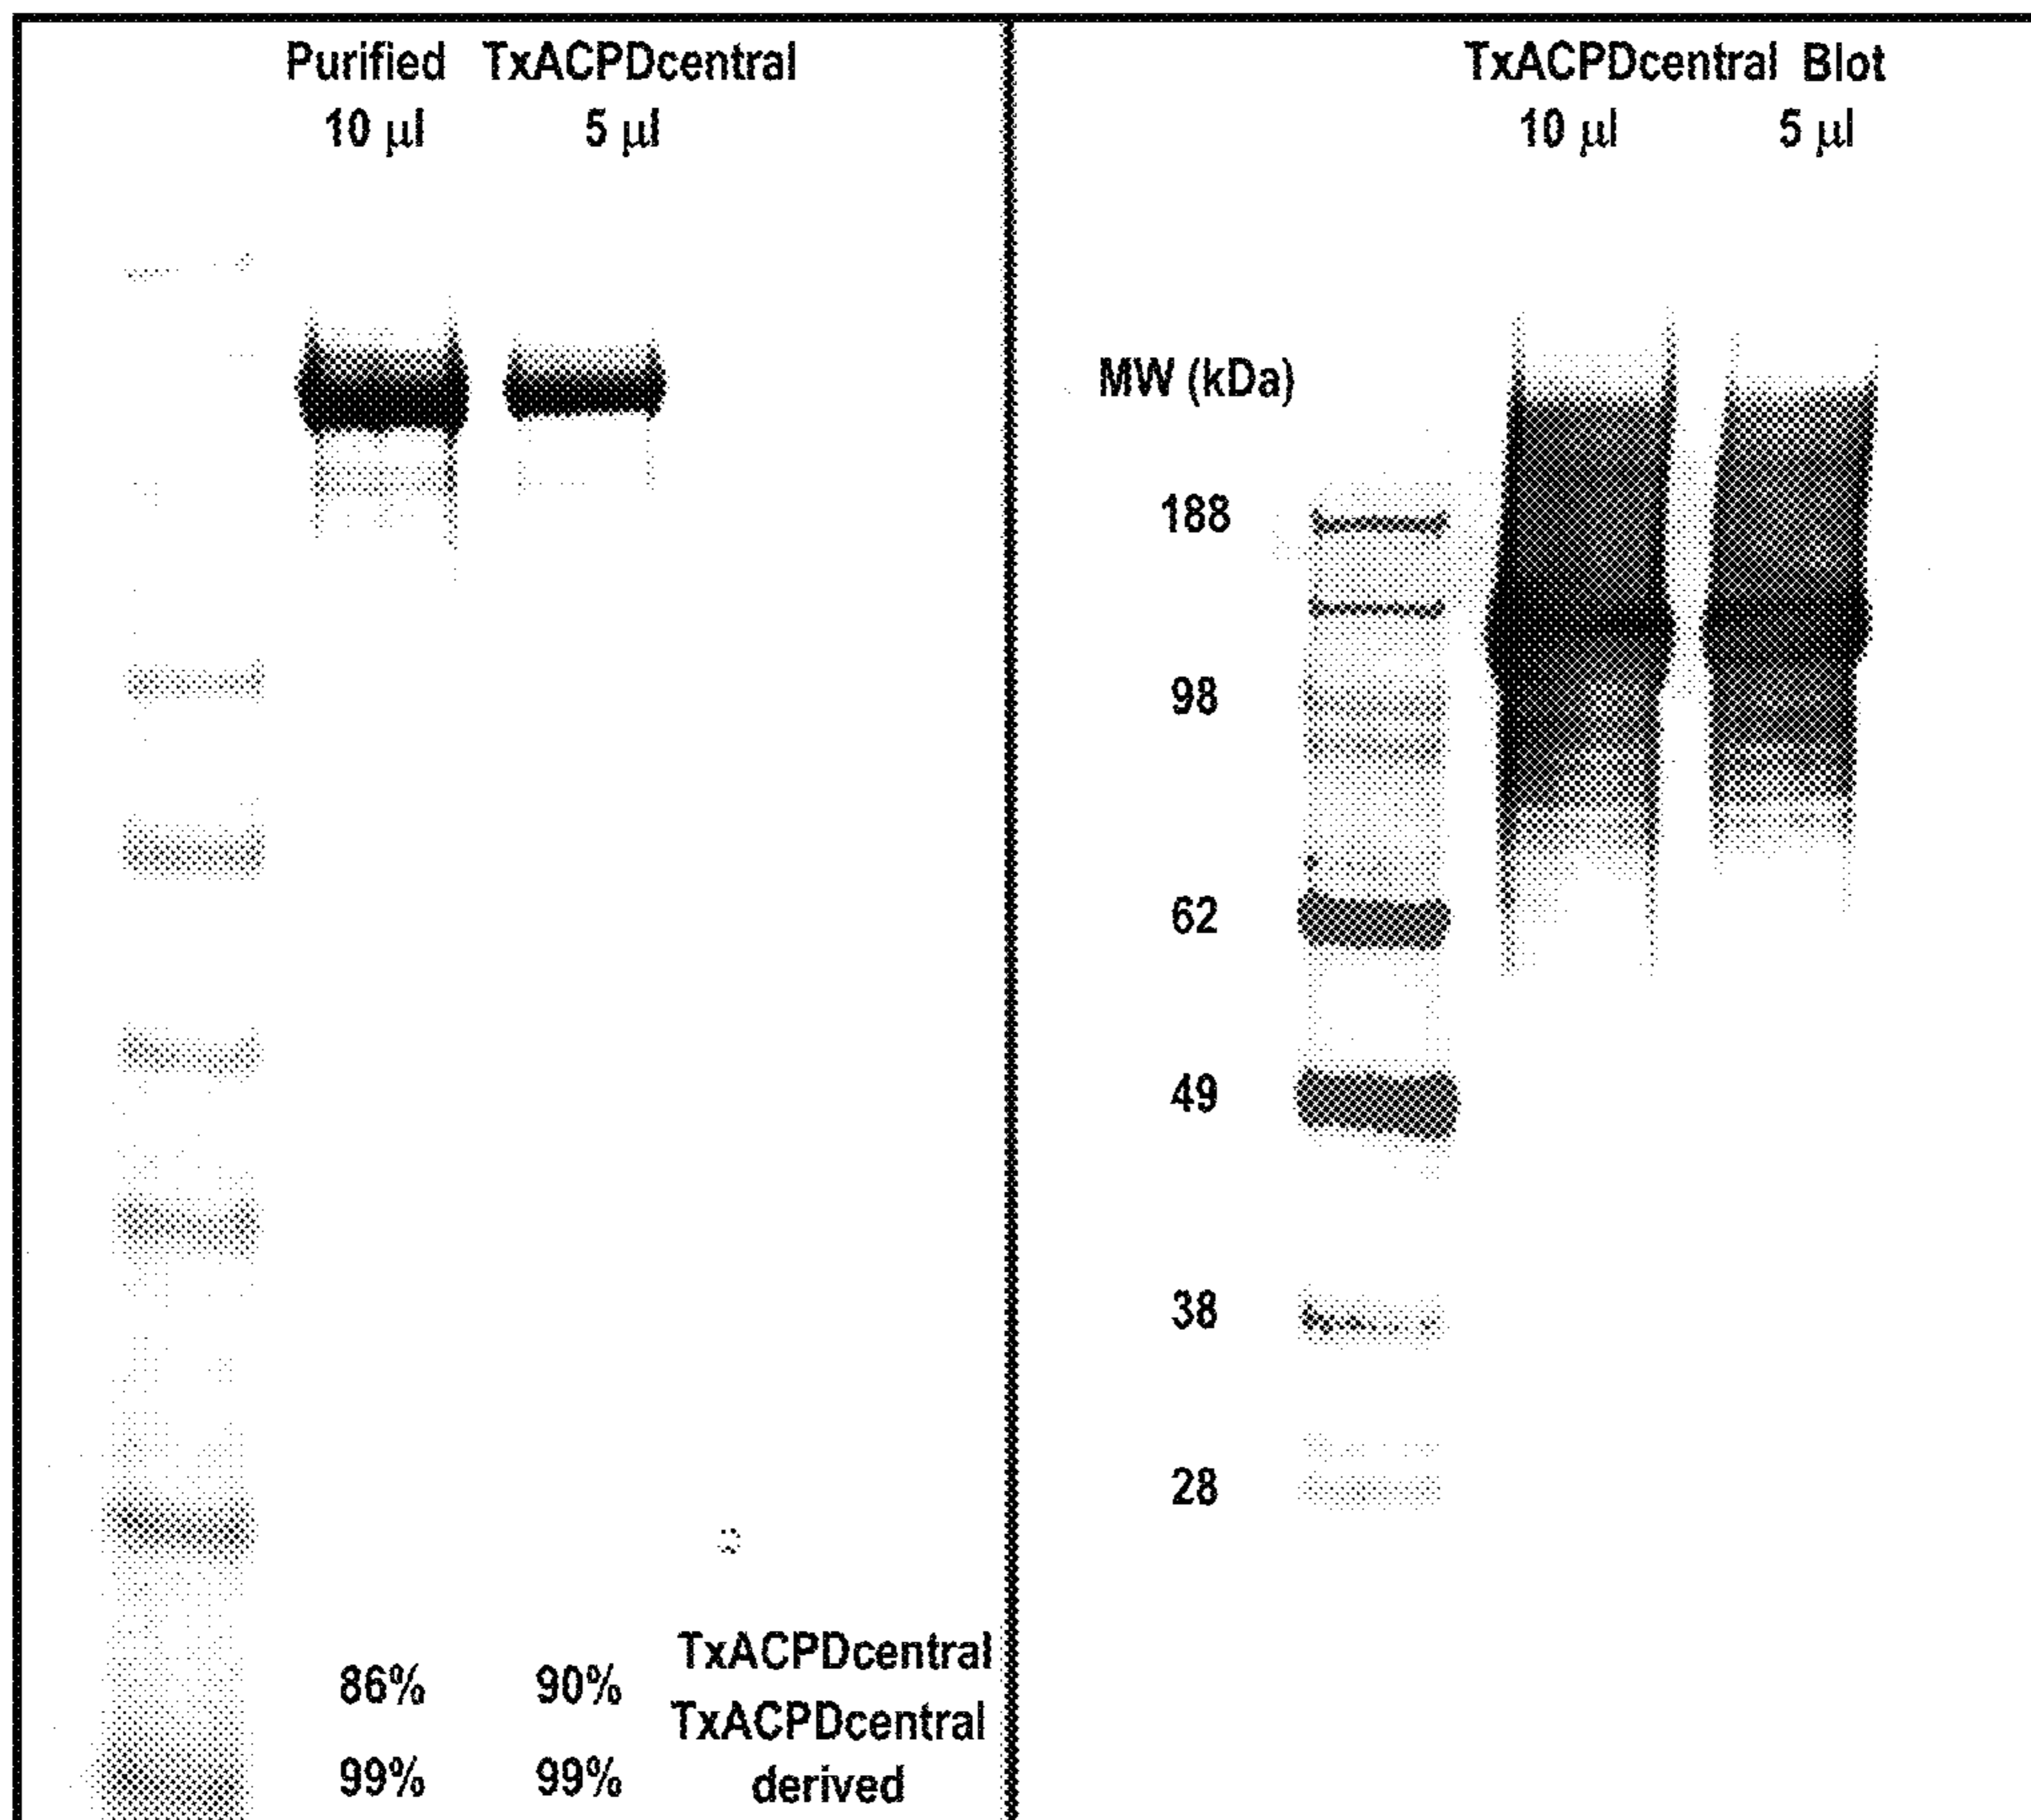 Purified TxACPDcentral
10 µl 5 µl
86% 90% TxACPDcentral
TxACPDcentral
99% 99% derived
TxACPDcentral Blot
10 µl 5 µl
MW (kDa)
188
98
62
49
38
28